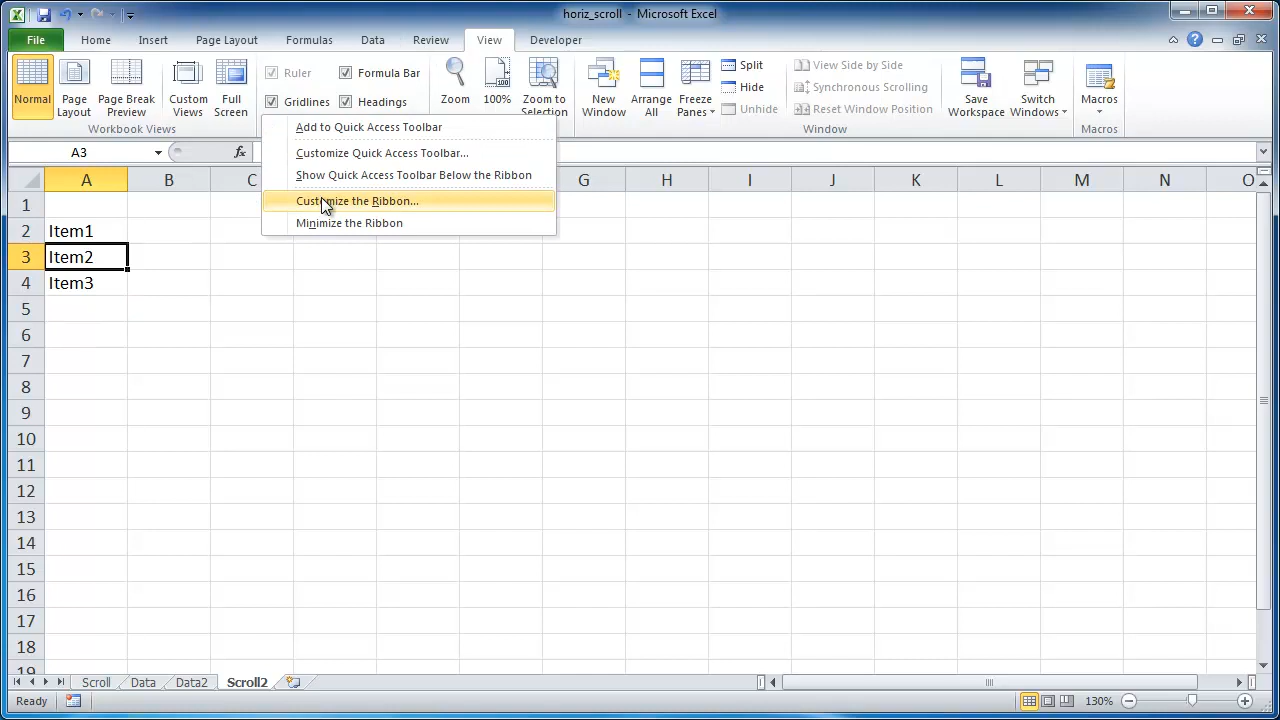 horiz_scroll - Microsoft Excel
File Home Insert Page Layout Formulas Data Review View Developer
Normal Page Layout Page Break Preview Custom Views Full Screen
Workbook Views
Ruler Formula Bar
Gridlines Headings
Zoom 100% Zoom to Selection
New Window Arrange All Freeze Panes
Split
Hide
Unhide
View Side by Side
Synchronous Scrolling
Reset Window Position
Save Workspace Switch Windows
Window
Macros
Macros
A3 fx
Add to Quick Access Toolbar
Customize Quick Access Toolbar...
Show Quick Access Toolbar Below the Ribbon
Customize the Ribbon...
Minimize the Ribbon
A B C G H I J K L M N O
1
2 Item1
3 Item2
4 Item3
5
6
7
8
9
10
11
12
13
14
15
16
17
18
19
Scroll Data Data2 Scroll2
Ready 130%